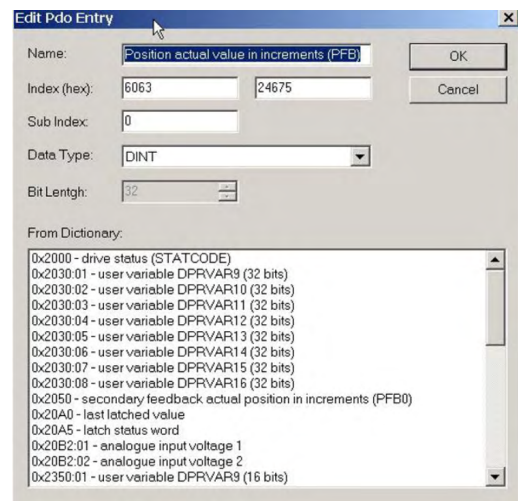 Edit Pdo Entry
Name: Position actual value in increments (PFB) OK
Index (hex): 6063 24675 Cancel
Sub Index: 0
Data Type: DINT
Bit Lentgh: 32
From Dictionary:
0x2000 - drive status (STATCODE)
0x2030:01 - user variable DPRVAR9 (32 bits)
0x2030:02 - user variable DPRVAR10 (32 bits)
0x2030:03 - user variable DPRVAR11 (32 bits)
0x2030:04 - user variable DPRVAR12 (32 bits)
0x2030:05 - user variable DPRVAR13 (32 bits)
0x2030:06 - user variable DPRVAR14 (32 bits)
0x2030:07 - user variable DPRVAR15 (32 bits)
0x2030:08 - user variable DPRVAR16 (32 bits)
0x2050 - secondary feedback actual position in increments (PFB0)
0x20A0 - last latched value
0x20A5 - latch status word
0x20B2:01 - analogue input voltage 1
0x20B2:02 - analogue input voltage 2
0x2350:01 - user variable DPRVAR9 (16 bits)